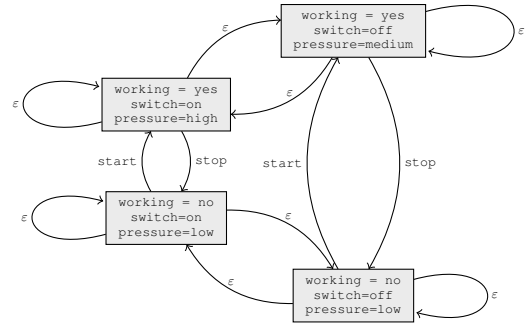 working = yes
switch=off
pressure=medium
ε
ε
working = yes
switch=on
pressure=high
ε
ε
start
stop
start
stop
working = no
switch=on
pressure=low
ε
ε
working = no
switch=off
pressure=low
ε
ε